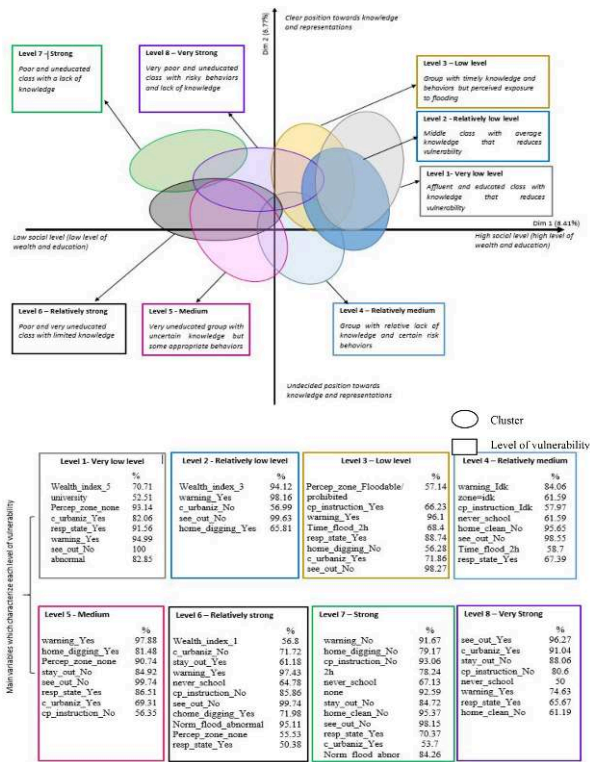 Clear position towards knowledge
and representations
Dim 2 (6.77%)
Level 7 - Strong
Poor and uneducated
class with a lack of
knowledge
Level 8 – Very Strong
Very poor and uneducated
class with risky behaviors
and lack of knowledge
Level 3 – Low level
Group with timely knowledge and
behaviors but perceived exposure
to flooding
Level 2 - Relatively low level
Middle class with average
knowledge that reduces
vulnerability
Level 1- Very low level
Affluent and educated class with
knowledge that reduces
vulnerability
Dim 1 (8.41%)
Low social level (low level of
wealth and education)
High social level (high level of
wealth and education)
Level 6 – Relatively strong
Poor and very uneducated
class with limited knowledge
Level 5 - Medium
Very uneducated group with
uncertain knowledge but
some appropriate behaviors
Level 4 – Relatively medium
Group with relative lack of
knowledge and certain risk
behaviors
Undecided position towards
knowledge and representations
Cluster
Level of vulnerability
Main variables which characterize each level of vulnerability
Level 1- Very low level
%
Wealth_index_5 70.71
university 52.51
Percep_zone_none 93.14
c_urbaniz_Yes 82.06
resp_state_Yes 91.56
warning_Yes 94.99
see_out_No 100
abnormal 82.85
Level 2 - Relatively low level
%
Wealth_index_3 94.12
warning_Yes 98.16
c_urbaniz_No 56.99
see_out_No 99.63
home_digging_Yes 65.81
Level 3 – Low level
%
Percep_zone_Floodable/ 57.14
prohibited
cp_instruction_Yes 66.23
warning_Yes 96.1
Time_flood_2h 68.4
resp_state_Yes 88.74
home_digging_No 56.28
c_urbaniz_Yes 71.86
see_out_No 98.27
Level 4 – Relatively medium
%
warning_Idk 84.06
zone=idk 61.59
cp_instruction_Idk 57.97
never_school 61.59
home_clean_No 95.65
see_out_No 98.55
Time_flood_2h 58.7
resp_state_Yes 67.39
Level 5 - Medium
%
warning_Yes 97.88
home_digging_Yes 81.48
Percep_zone_none 90.74
stay_out_No 84.92
see_out_No 99.74
resp_state_Yes 86.51
c_urbaniz_Yes 69.31
cp_instruction_No 56.35
Level 6 – Relatively strong
%
Wealth_index_1 56.8
c_urbaniz_No 71.72
stay_out_Yes 61.18
warning_Yes 97.43
never_school 64.78
cp_instruction_No 85.86
see_out_No 99.74
chome_digging_Yes 71.98
Norm_flood_abnormal 95.11
Percep_zone_none 55.53
resp_state_Yes 50.38
Level 7 – Strong
%
warning_No 91.67
home_digging_No 79.17
cp_instruction_No 93.06
2h 78.24
never_school 67.13
none 92.59
stay_out_No 84.72
home_clean_No 95.37
see_out_No 98.15
resp_state_Yes 70.37
c_urbaniz_Yes 53.7
Norm_flood_abnor 84.26
Level 8 – Very Strong
%
see_out_Yes 96.27
c_urbaniz_Yes 91.04
stay_out_No 88.06
cp_instruction_No 80.6
never_school 50
warning_Yes 74.63
resp_state_Yes 65.67
home_clean_No 61.19